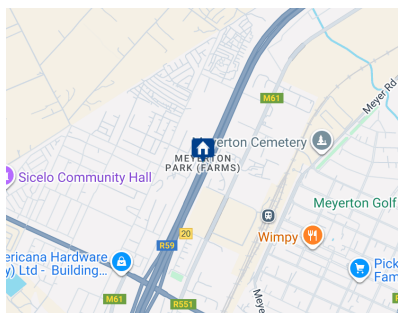 M61
Meyer Rd
Meyerton Cemetery
MEYERTON
PARK (FARMS)
Sicelo Community Hall
Meyerton Golf
20
Wimpy
R59
ericana Hardware
y) Ltd - Building...
Pick
Fam
M61
R551
Meye